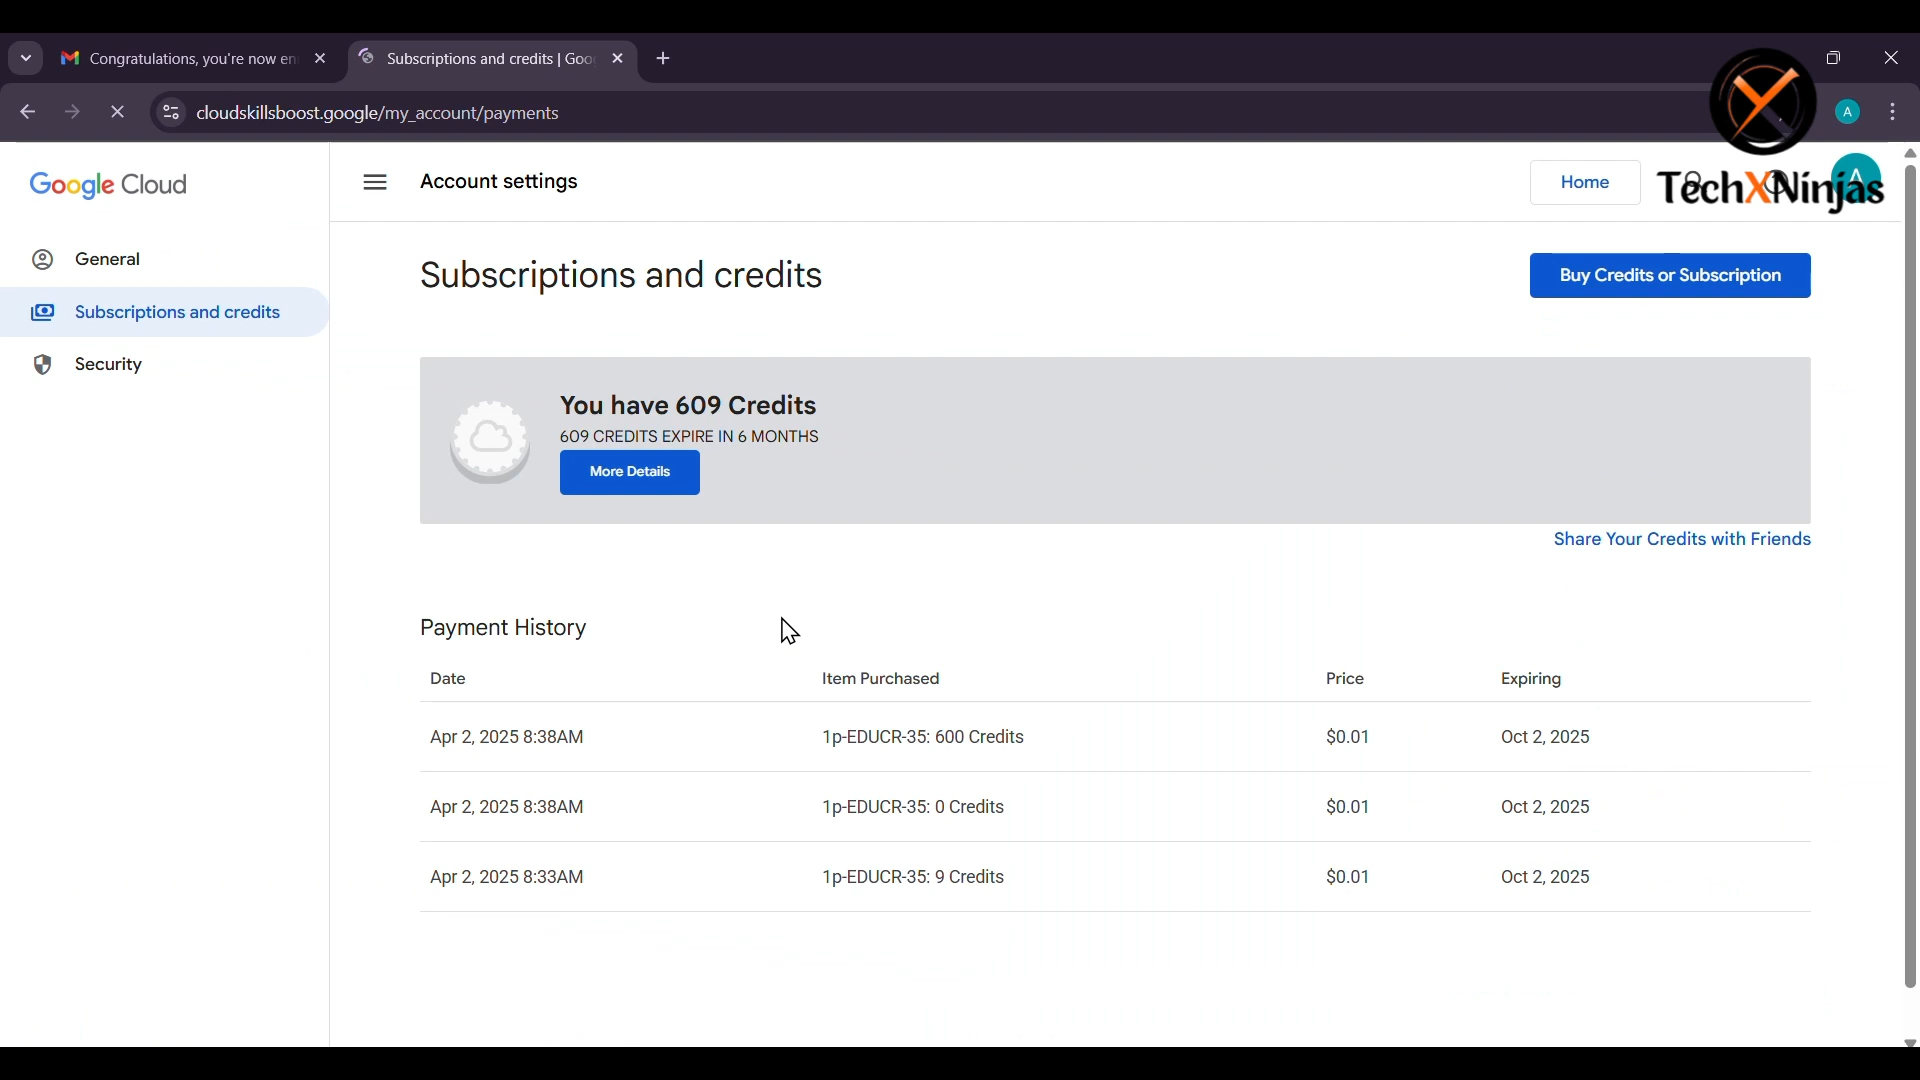 Congratulations, you're now en
Subscriptions and credits | Goo
cloudskillsboost.google/my_account/payments
A
Google Cloud
Account settings
Home
TechXNinjas
A
General
Subscriptions and credits
Security
Subscriptions and credits
Buy Credits or Subscription
You have 609 Credits
609 CREDITS EXPIRE IN 6 MONTHS
More Details
Share Your Credits with Friends
Payment History
Date Item Purchased Price Expiring
Apr 2, 2025 8:38AM 1p-EDUCR-35: 600 Credits $0.01 Oct 2, 2025
Apr 2, 2025 8:38AM 1p-EDUCR-35: 0 Credits $0.01 Oct 2, 2025
Apr 2, 2025 8:33AM 1p-EDUCR-35: 9 Credits $0.01 Oct 2, 2025